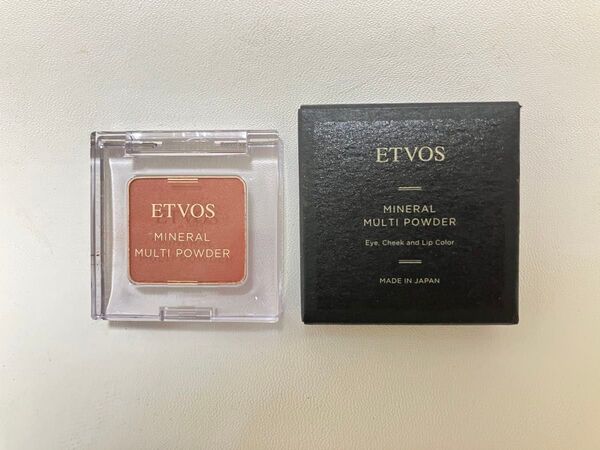 ETVOS
MINERAL
MULTI POWDER
ETVOS
MINERAL
MULTI POWDER
Eye, Cheek and Lip Color
MADE IN JAPAN